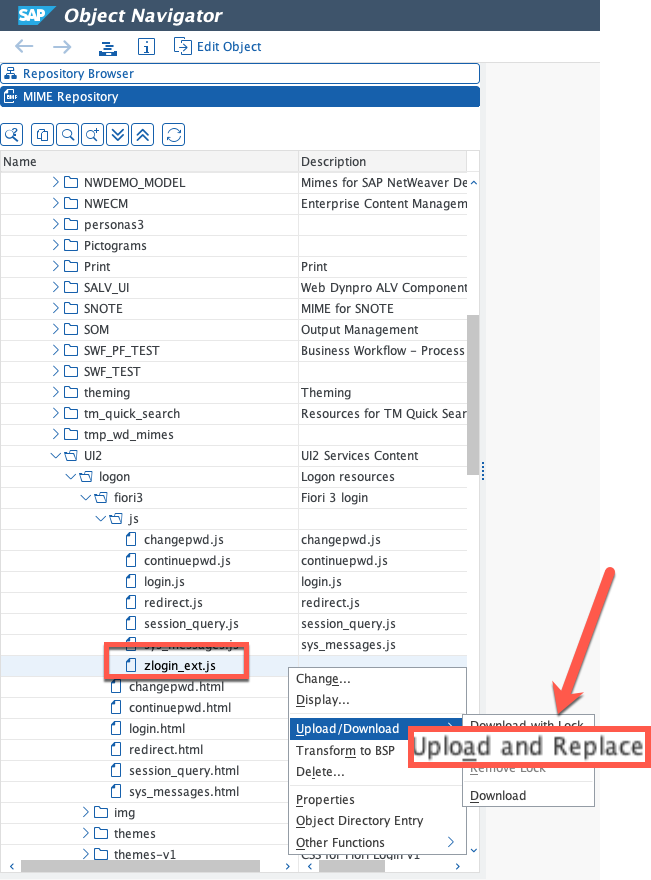 SAP Object Navigator
Edit Object
Repository Browser
MIME Repository
Name Description
NWDEMO_MODEL Mimes for SAP NetWeaver De
NWECM Enterprise Content Managem
personas3
Pictograms
Print Print
SALV_UI Web Dynpro ALV Component
SNOTE MIME for SNOTE
SOM Output Management
SWF_PF_TEST Business Workflow - Process
SWF_TEST
theming Theming
tm_quick_search Resources for TM Quick Sear
tmp_wd_mimes
UI2 UI2 Services Content
logon Logon resources
fiori3 Fiori 3 login
js
changepwd.js changepwd.js
continuepwd.js continuepwd.js
login.js login.js
redirect.js redirect.js
session_query.js session_query.js
sys_messages.js sys_messages.js
zlogin_ext.js
changepwd.html
continuepwd.html
login.html
redirect.html
session_query.html
sys_messages.html
img
themes
themes-v1 CSS for Fiori Login v1
Change...
Display...
Upload/Download
Transform to BSP
Delete...
Properties
Object Directory Entry
Other Functions
Download with Lock
Upload and Replace
Remove Lock
Download